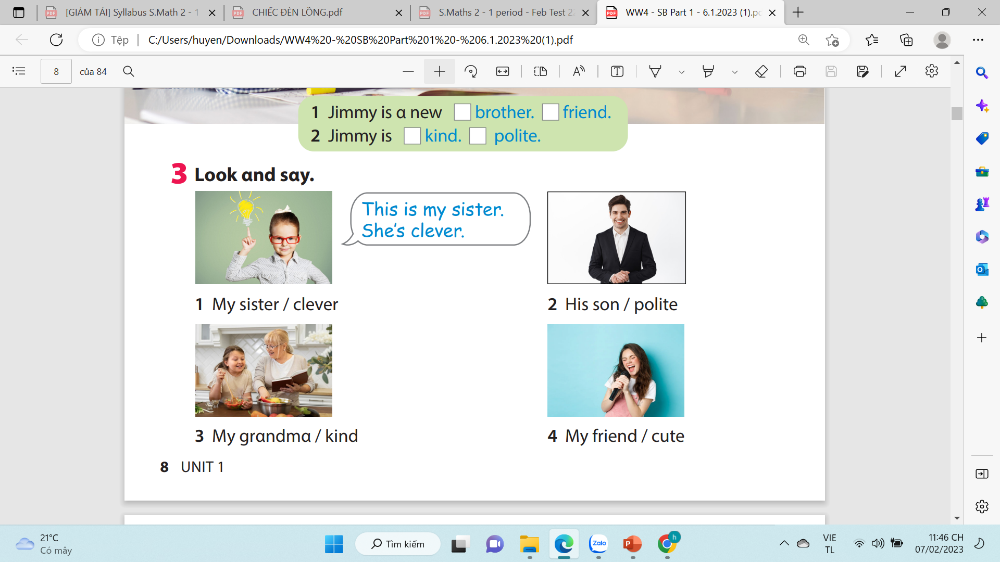 [GIẢM TẢI] Syllabus S.Math 2 - 1
CHIẾC ĐÈN LỒNG.pdf
S.Maths 2 - 1 period - Feb Test 22
WW4 - SB Part 1 - 6.1.2023 (1).pdf
Tệp
C:/Users/huyen/Downloads/WW4%20-%20SB%20Part%201%20-%206.1.2023%20(1).pdf
8 của 84
1 Jimmy is a new brother. friend.
2 Jimmy is kind. polite.
3 Look and say.
This is my sister.
She's clever.
1 My sister / clever
2 His son / polite
3 My grandma / kind
4 My friend / cute
8 UNIT 1
21°C
Có mây
Tìm kiếm
Zalo
h
VIE
TL
11:46 CH
07/02/2023